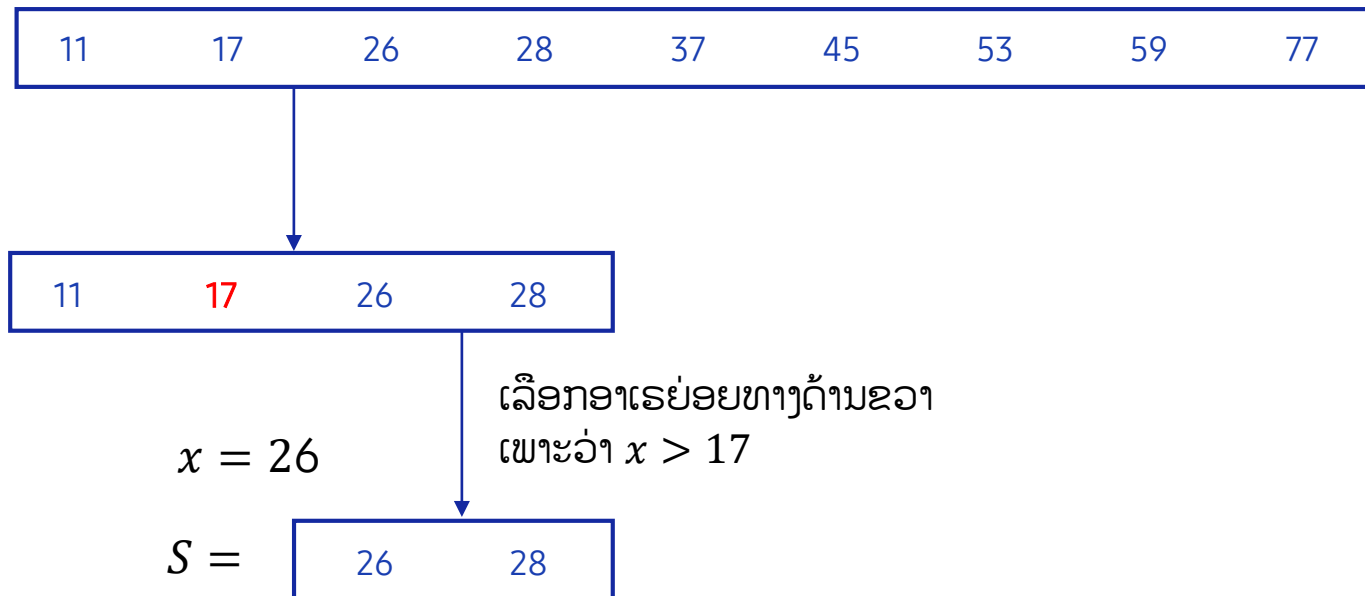 11 17 26 28 37 45 53 59 77
11 17 26 28
ເລືອກອາເຣຍ່ອຍທາງດ້ານຂວາ
ເພາະວ່າ x > 17
x = 26
S = 26 28